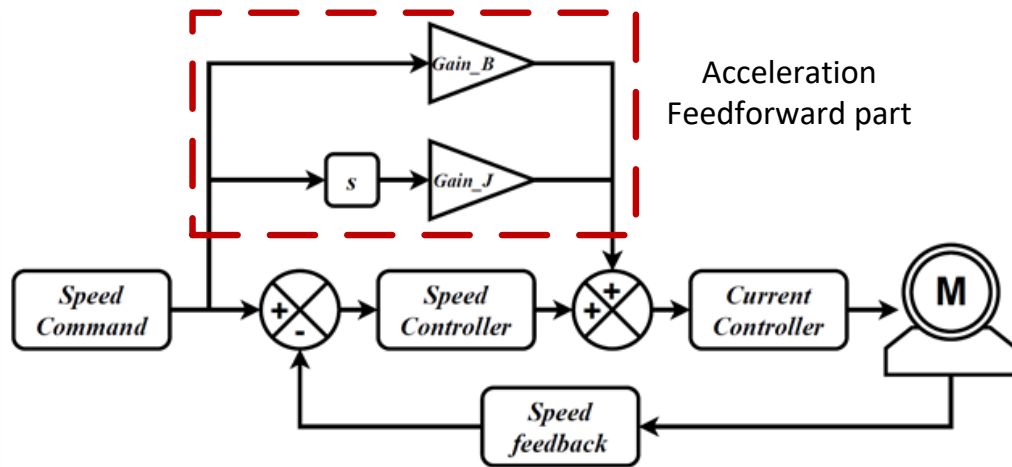 Gain_B
Acceleration
Feedforward part
s
Gain_J
Speed
Command
+
-
Speed
Controller
+
+
Current
Controller
M
Speed
feedback